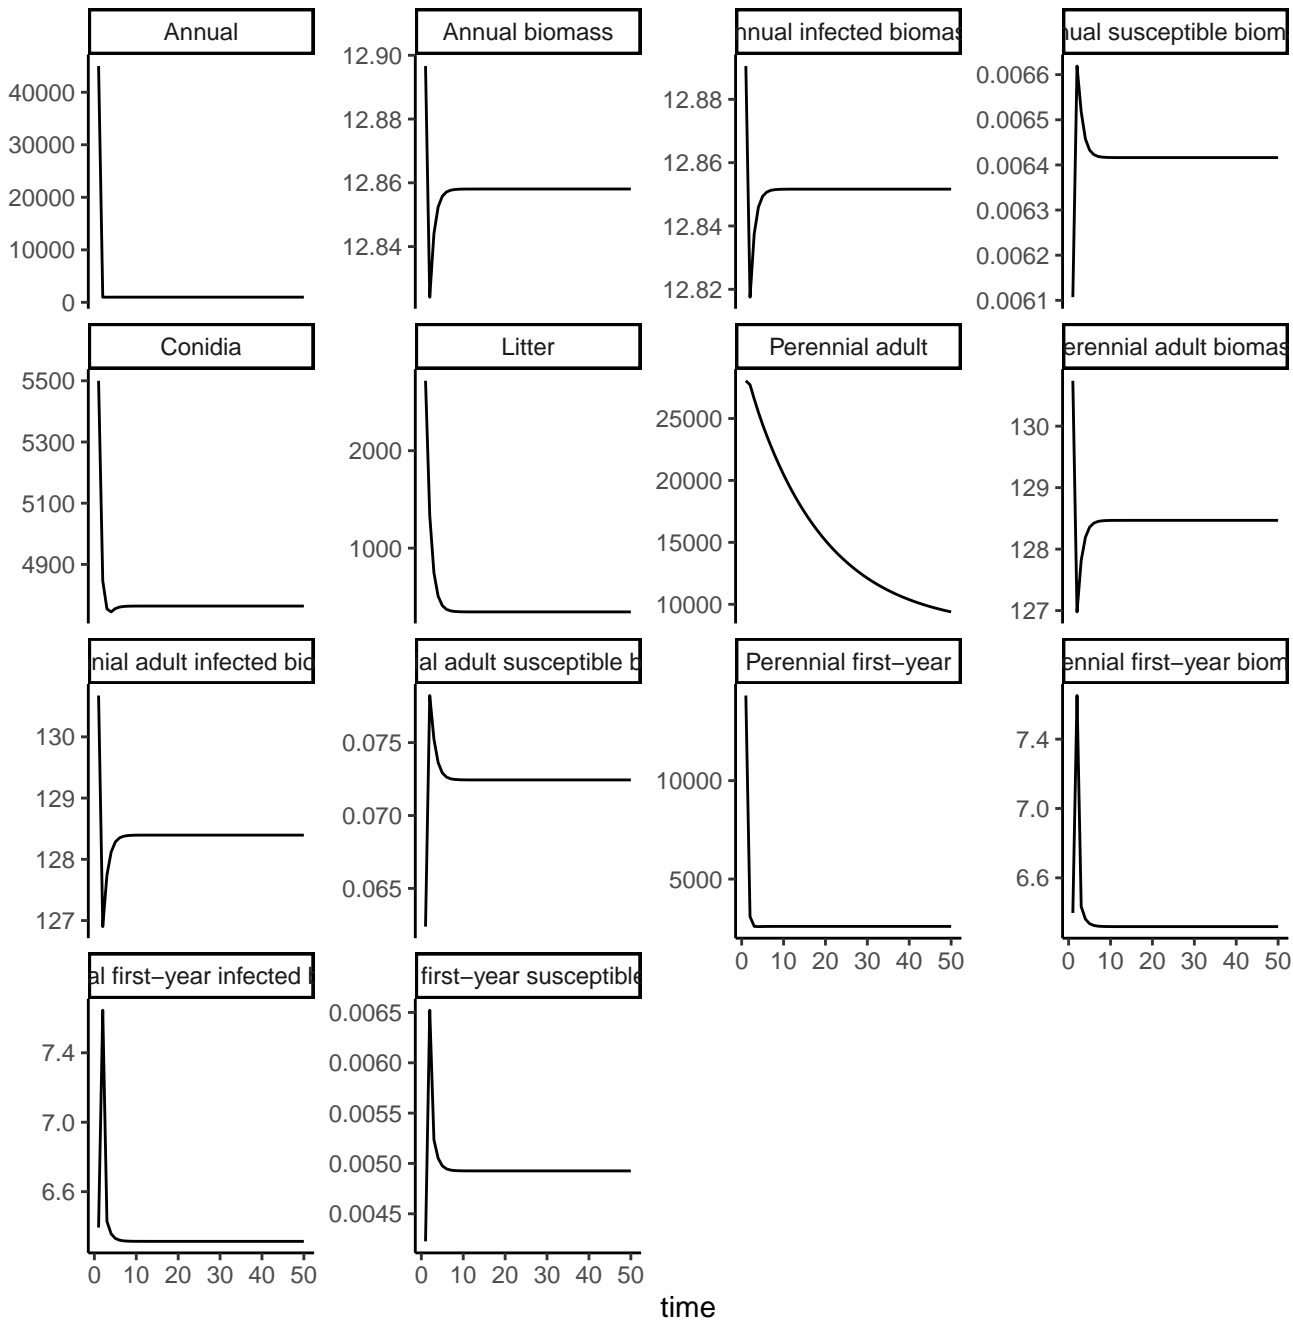 Annual
Annual biomass
nnual infected biomas
ual susceptible biom
40000
30000
20000
10000
0
12.90
12.88
12.86
12.84
12.88
12.86
12.84
12.82
0.0066
0.0065
0.0064
0.0063
0.0062
0.0061
Conidia
Litter
Perennial adult
erennial adult biomas
5500
5300
5100
4900
2000
1000
25000
20000
15000
10000
130
129
128
127
nial adult infected bio
al adult susceptible b
Perennial first−year
ennial first−year biom
130
129
128
127
0.075
0.070
0.065
10000
5000
7.4
7.0
6.6
0 10 20 30 40 50
0 10 20 30 40 50
al first−year infected
first−year susceptible
7.4
7.0
6.6
0.0065
0.0060
0.0055
0.0050
0.0045
0 10 20 30 40 50
0 10 20 30 40 50
time